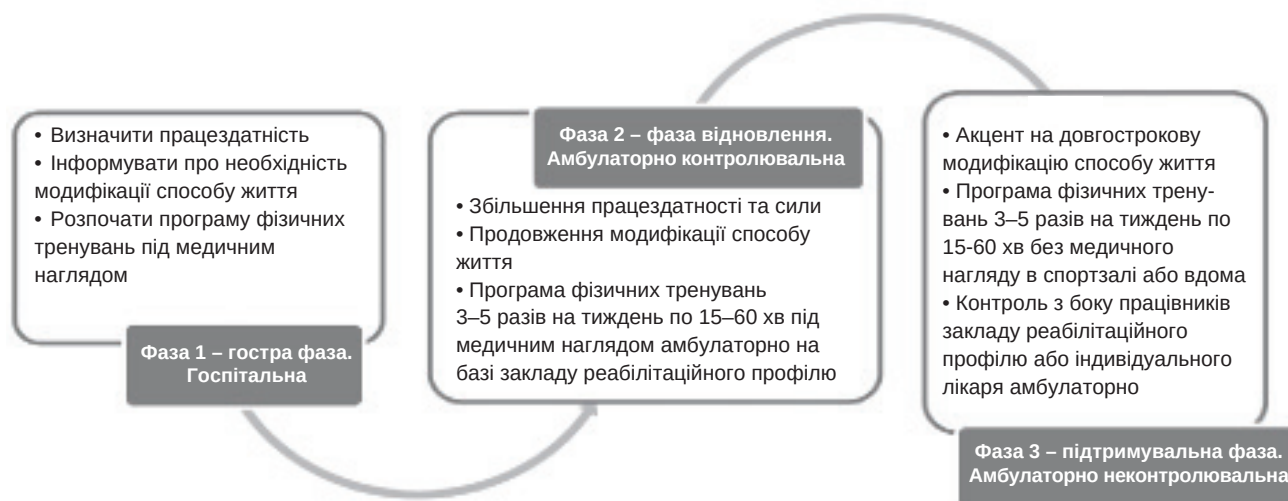 • Визначити працездатність
• Інформувати про необхідність
модифікації способу життя
• Розпочати програму фізичних
тренувань під медичним
наглядом
Фаза 1 – гостра фаза.
Госпітальна
Фаза 2 – фаза відновлення.
Амбулаторно контролювальна
• Збільшення працездатності та сили
• Продовження модифікації способу
життя
• Програма фізичних тренувань
3–5 разів на тиждень по 15–60 хв під
медичним наглядом амбулаторно на
базі закладу реабілітаційного профілю
• Акцент на довгострокову
модифікацію способу життя
• Програма фізичних трену-
вань 3–5 разів на тиждень по
15-60 хв без медичного
нагляду в спортзалі або вдома
• Контроль з боку працівників
закладу реабілітаційного
профілю або індивідуального
лікаря амбулаторно
Фаза 3 – підтримувальна фаза.
Амбулаторно неконтролювальна